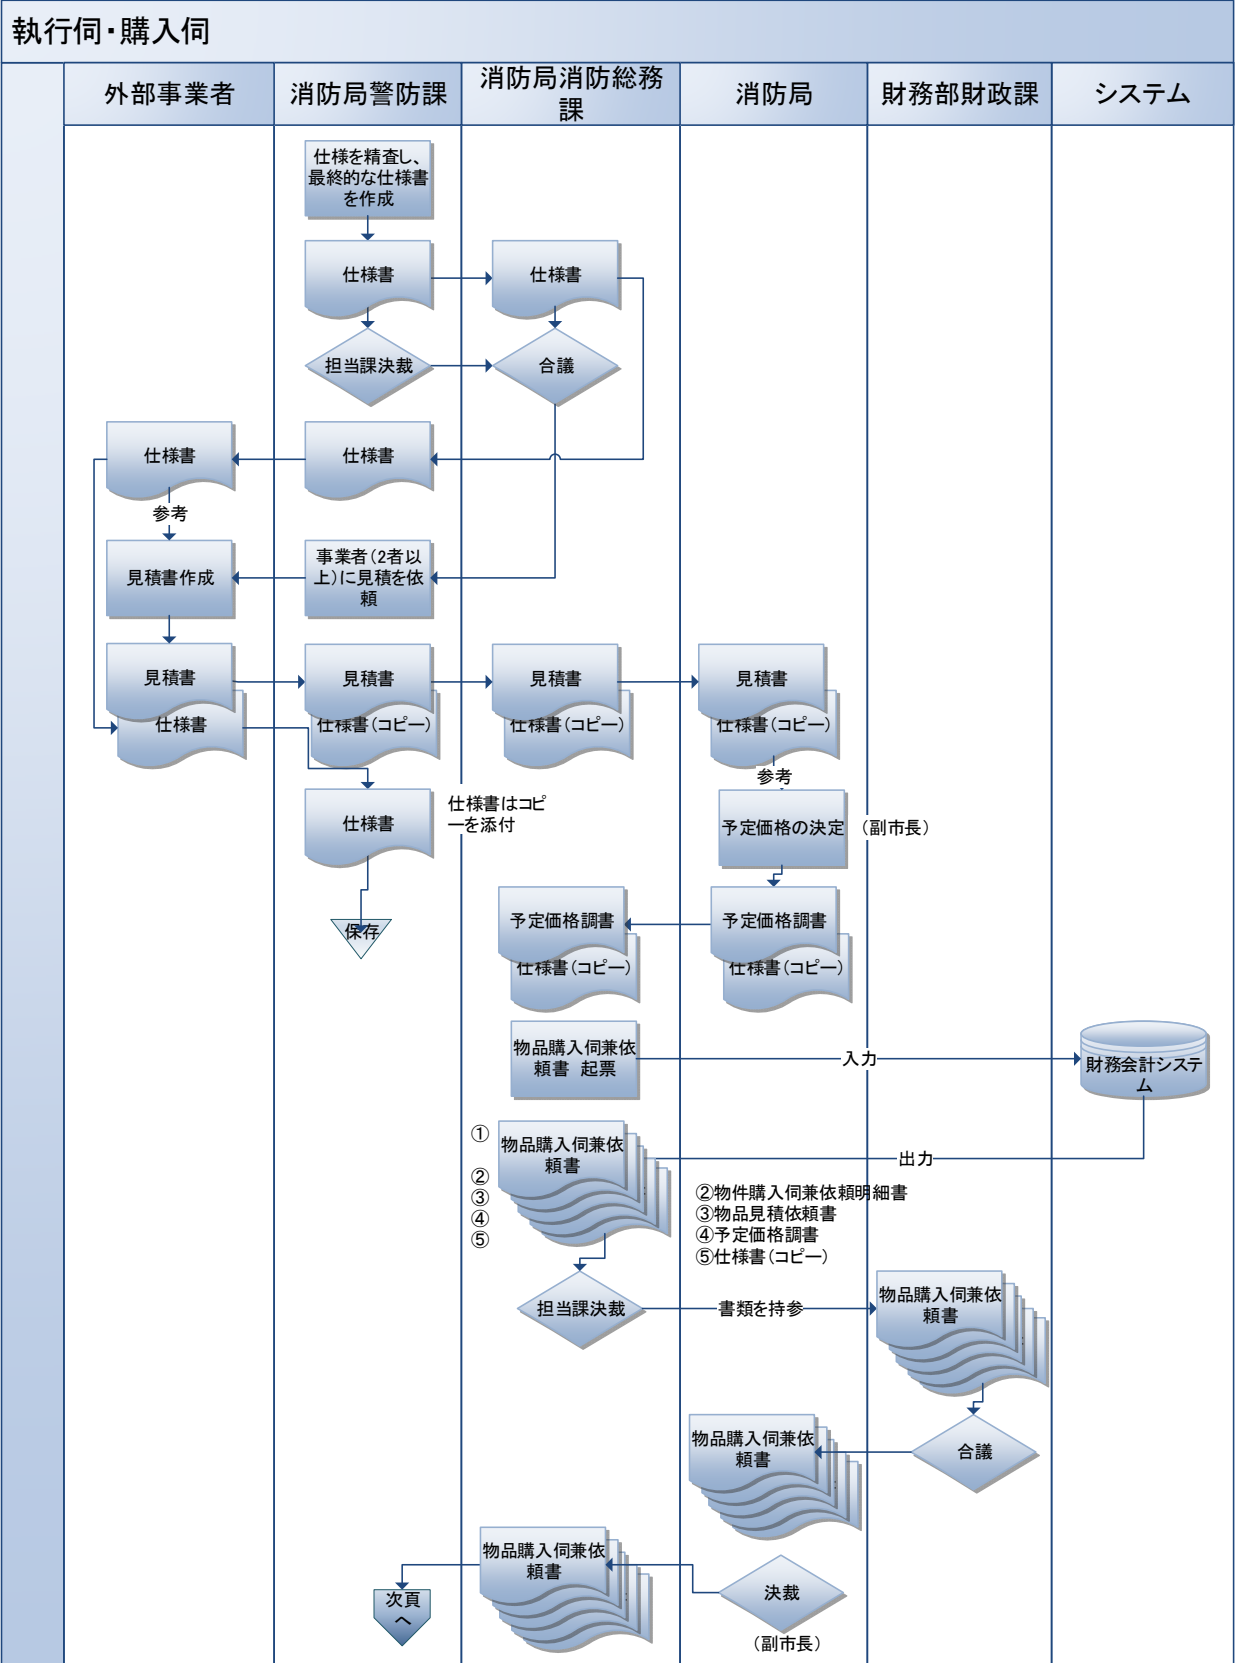 執行伺・購入伺
外部事業者
消防局警防課
消防局消防総務
課
消防局
財務部財政課
システム
仕様を精査し、
最終的な仕様書
を作成
仕様書
仕様書
担当課決裁
合議
仕様書
仕様書
参考
見積書作成
事業者（2者以
上）に見積を依
頼
見積書
仕様書
見積書
仕様書（コピー）
見積書
仕様書（コピー）
見積書
仕様書（コピー）
参考
仕様書
仕様書はコピ
ーを添付
予定価格の決定
（副市長）
保存
予定価格調書
仕様書（コピー）
予定価格調書
仕様書（コピー）
物品購入伺兼依
頼書 起票
入力
財務会計システ
ム
①
物品購入伺兼依
頼書
②
③
④
⑤
出力
②物件購入伺兼依頼明細書
③物品見積依頼書
④予定価格調書
⑤仕様書（コピー）
担当課決裁
書類を持参
物品購入伺兼依
頼書
合議
物品購入伺兼依
頼書
物品購入伺兼依
頼書
決裁
（副市長）
次頁
へ